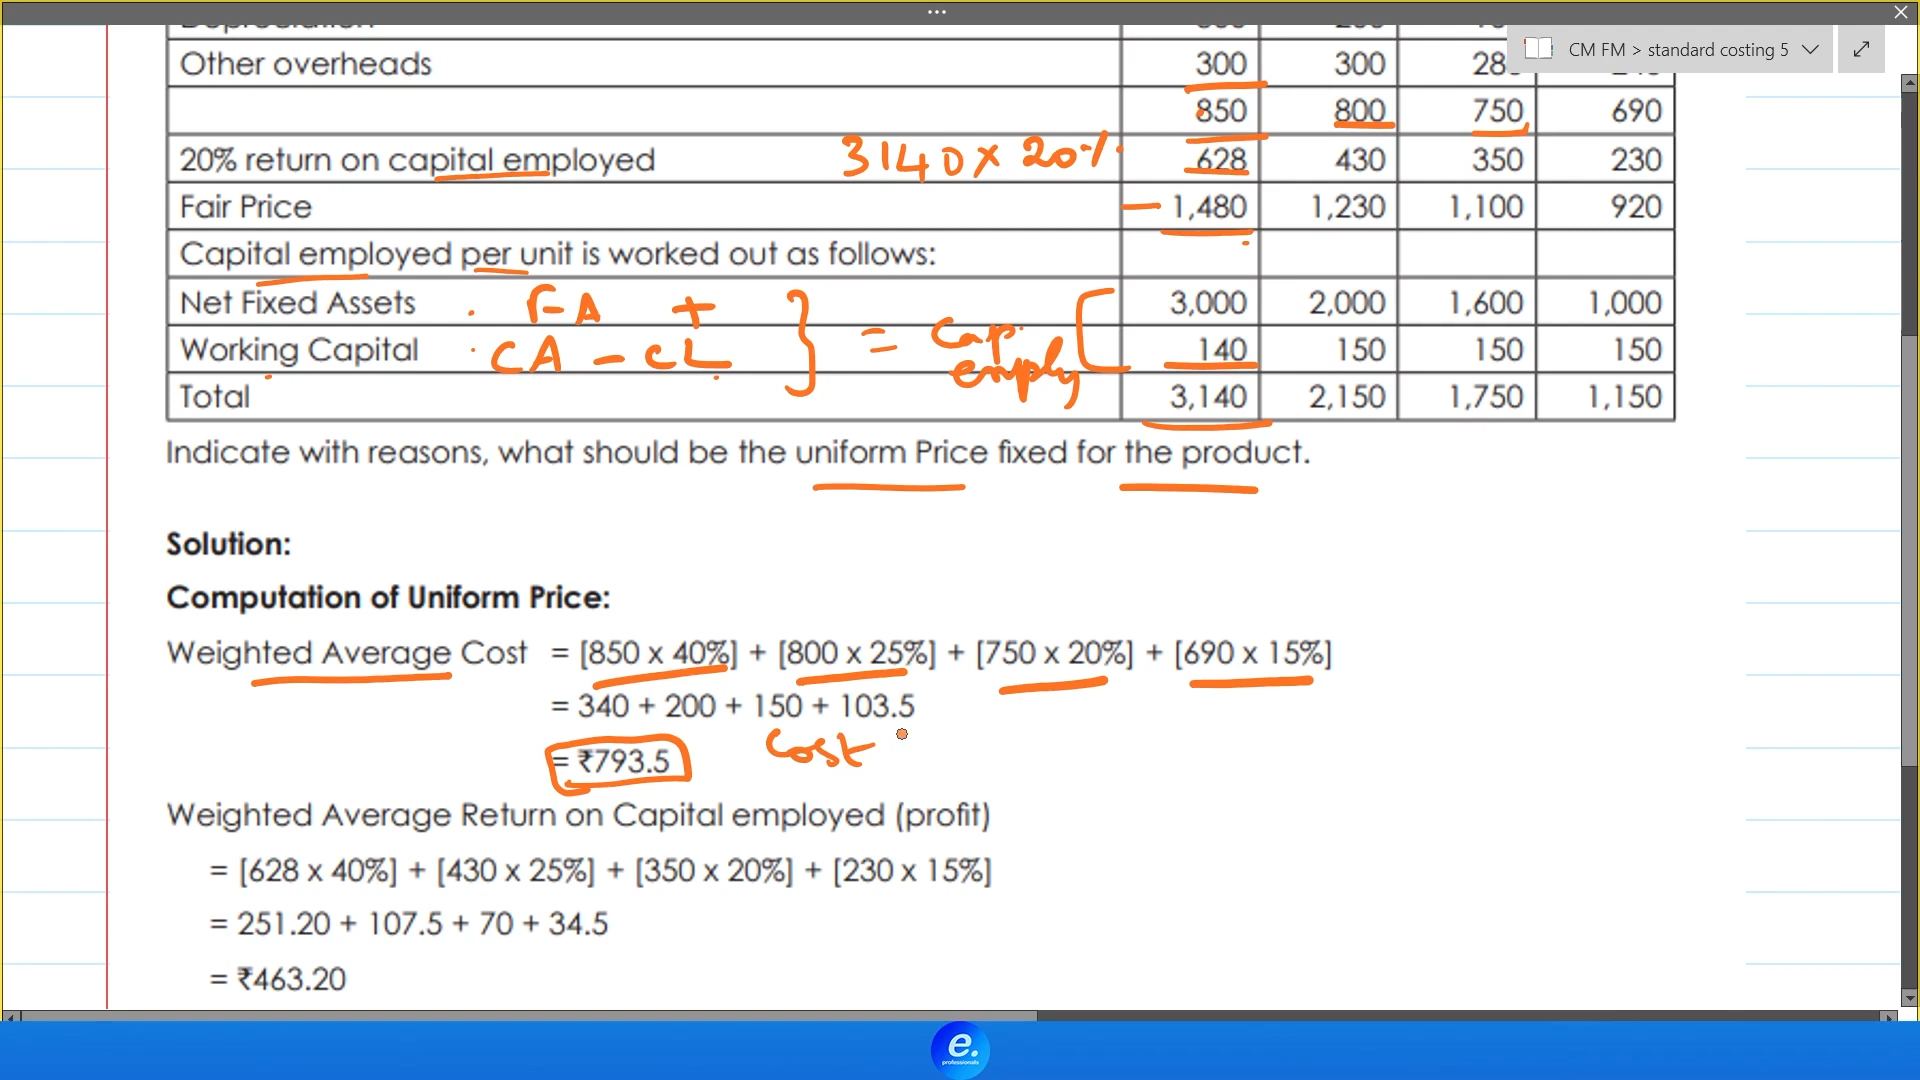 ...
CM FM > standard costing 5
Other overheads 300 300 28
850 800 750 690
20% return on capital employed 3140 x 20% 628 430 350 230
Fair Price 1,480 1,230 1,100 920
Capital employed per unit is worked out as follows:
Net Fixed Assets FA + 3,000 2,000 1,600 1,000
Working Capital CA - CL = Cap. emply 140 150 150 150
Total 3,140 2,150 1,750 1,150
Indicate with reasons, what should be the uniform Price fixed for the product.
Solution:
Computation of Uniform Price:
Weighted Average Cost = [850 x 40%] + [800 x 25%] + [750 x 20%] + [690 x 15%]
= 340 + 200 + 150 + 103.5
= ₹793.5 Cost
Weighted Average Return on Capital employed (profit)
= [628 x 40%] + [430 x 25%] + [350 x 20%] + [230 x 15%]
= 251.20 + 107.5 + 70 + 34.5
= ₹463.20
e.
professionals